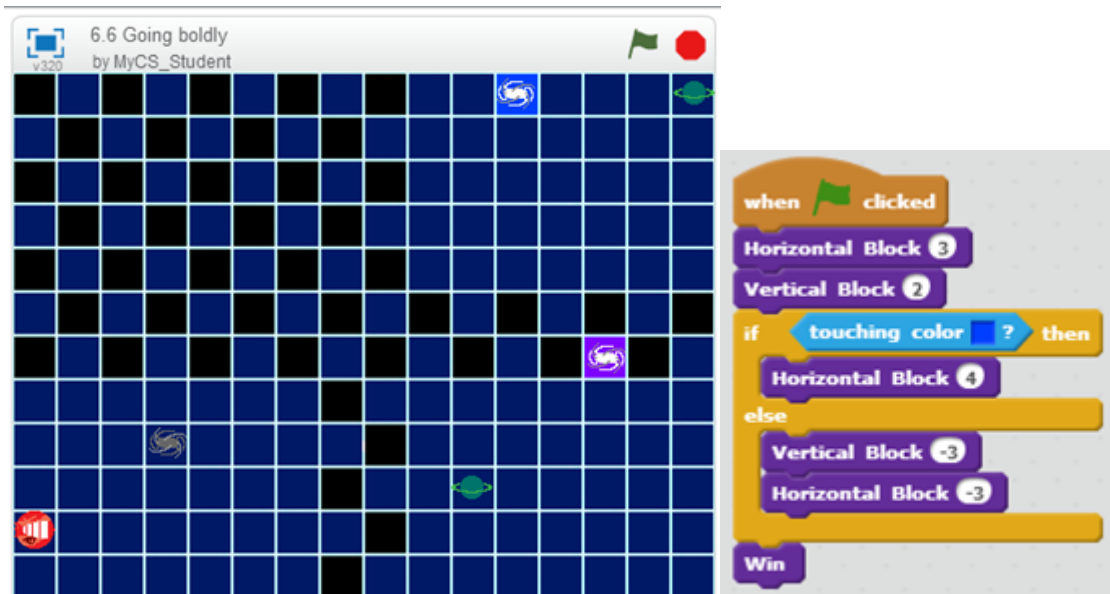 6.6 Going boldly
v320
by MyCS_Student
when clicked
Horizontal Block 3
Vertical Block 2
if touching color ? then
Horizontal Block 4
else
Vertical Block -3
Horizontal Block -3
Win